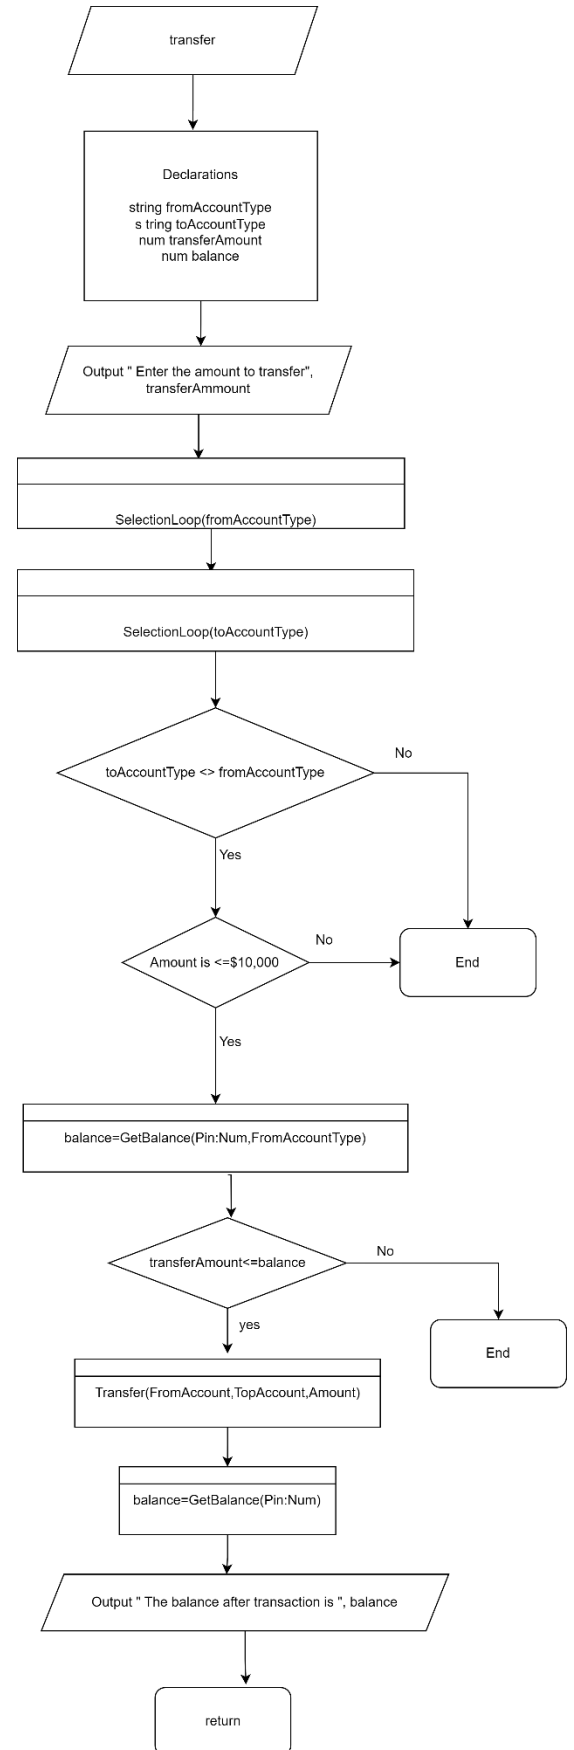 transfer
Declarations
string fromAccountType
s tring toAccountType
num transferAmount
num balance
Output " Enter the amount to transfer",
transferAmmount
SelectionLoop(fromAccountType)
SelectionLoop(toAccountType)
toAccountType <> fromAccountType
No
Yes
Amount is <=$10,000
No
End
Yes
balance=GetBalance(Pin:Num,FromAccountType)
transferAmount<=balance
No
yes
End
Transfer(FromAccount,TopAccount,Amount)
balance=GetBalance(Pin:Num)
Output " The balance after transaction is ", balance
return